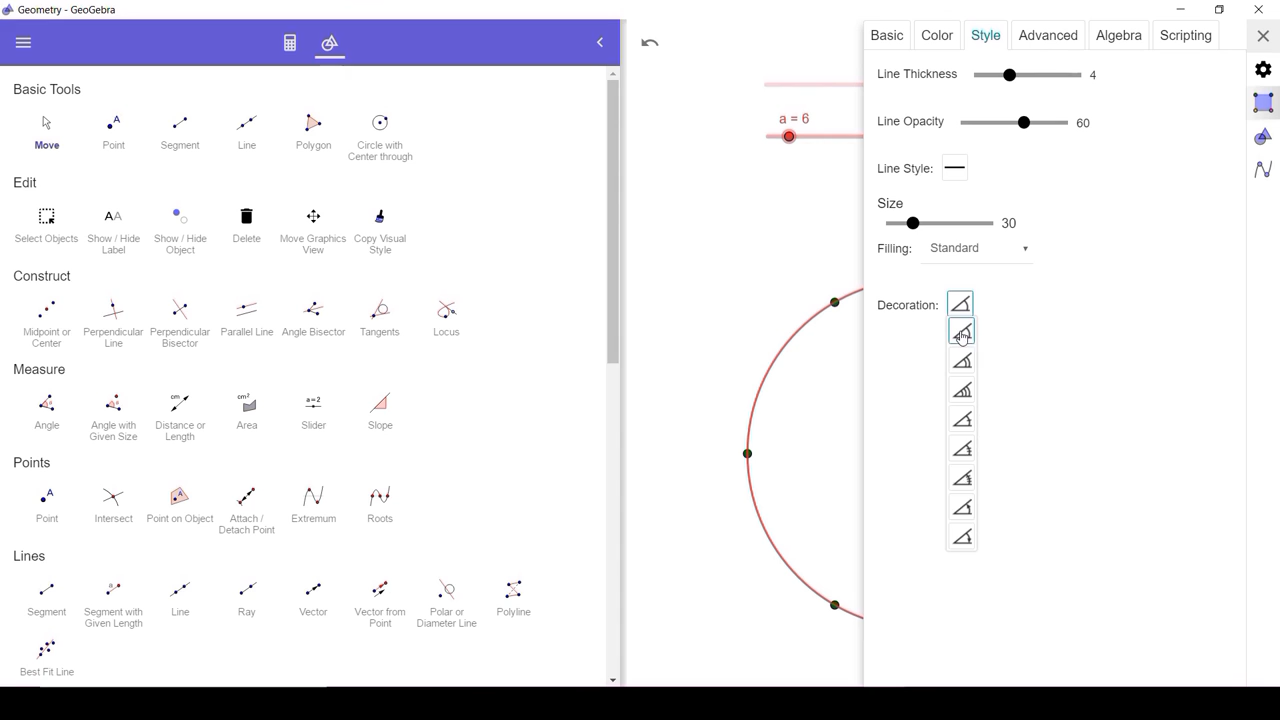 Geometry - GeoGebra
Basic Tools
Move
Point
Segment
Line
Polygon
Circle with
Center through
Edit
Select Objects
Show / Hide
Label
Show / Hide
Object
Delete
Move Graphics
View
Copy Visual
Style
Construct
Midpoint or
Center
Perpendicular
Line
Perpendicular
Bisector
Parallel Line
Angle Bisector
Tangents
Locus
Measure
Angle
Angle with
Given Size
cm
Distance or
Length
cm²
Area
a=2
Slider
Slope
Points
Point
Intersect
Point on Object
Attach /
Detach Point
Extremum
Roots
Lines
Segment
Segment with
Given Length
Line
Ray
Vector
Vector from
Point
Polar or
Diameter Line
Polyline
Best Fit Line
a = 6
Basic
Color
Style
Advanced
Algebra
Scripting
Line Thickness
4
Line Opacity
60
Line Style:
Size
30
Filling:
Standard
Decoration: